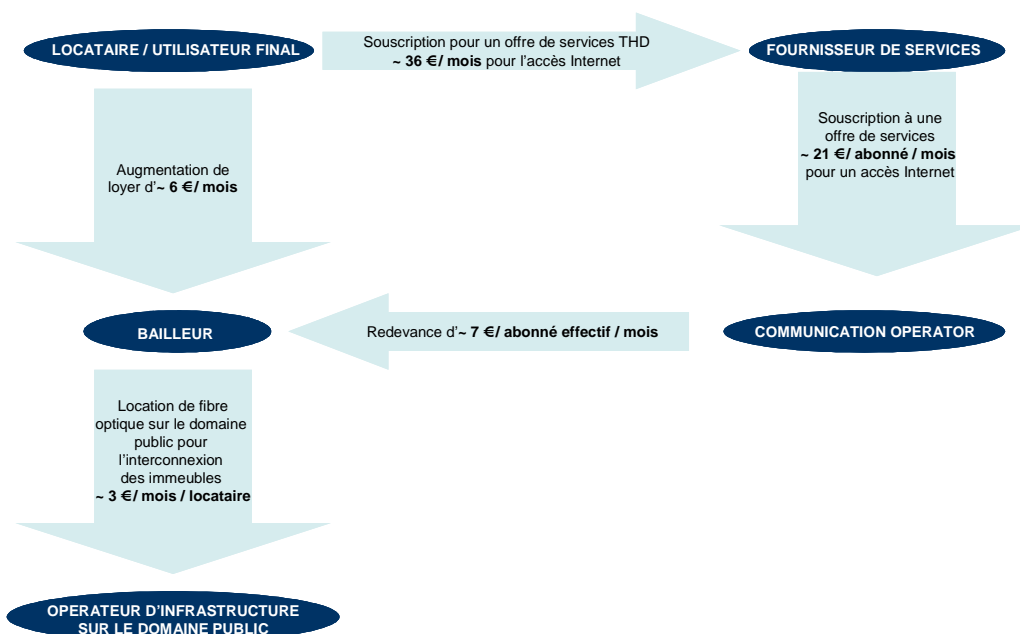 LOCATAIRE / UTILISATEUR FINAL
Souscription pour un offre de services THD
~ 36 €/ mois pour l'accès Internet
FOURNISSEUR DE SERVICES
Augmentation de
loyer d'~ 6 €/ mois
Souscription à une
offre de services
~ 21 €/ abonné / mois
pour un accès Internet
BAILLEUR
Redevance d'~ 7 €/ abonné effectif / mois
COMMUNICATION OPERATOR
Location de fibre
optique sur le domaine
public pour
l'interconnexion
des immeubles
~ 3 €/ mois / locataire
OPERATEUR D'INFRASTRUCTURE
SUR LE DOMAINE PUBLIC